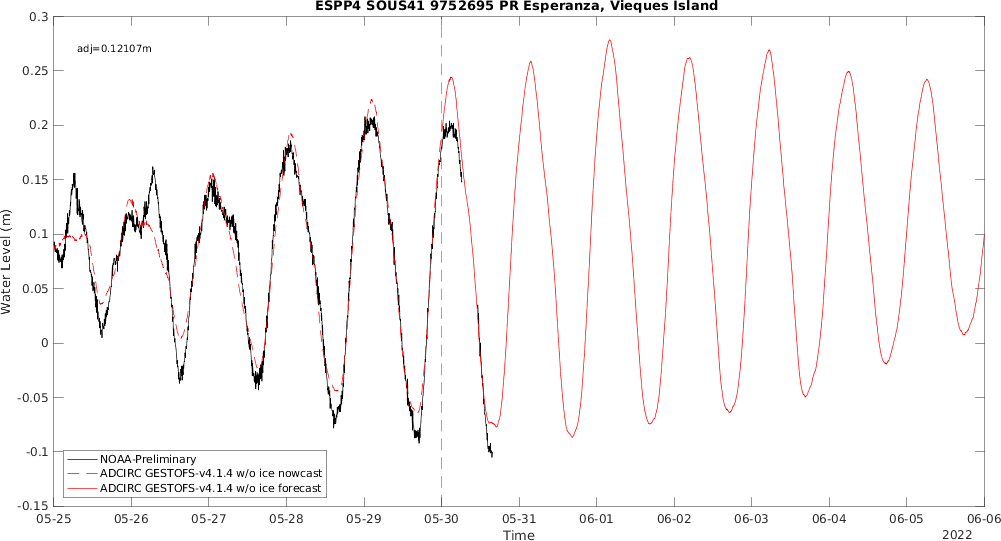 ESPP4 SOUS41 9752695 PR Esperanza, Vieques Island
adj=0.12107m
0.3
0.25
0.2
0.15
0.1
0.05
0
-0.05
-0.1
-0.15
Water Level (m)
NOAA-Preliminary
ADCIRC GESTOFS-v4.1.4 w/o ice nowcast
ADCIRC GESTOFS-v4.1.4 w/o ice forecast
05-25 05-26 05-27 05-28 05-29 05-30 05-31 06-01 06-02 06-03 06-04 06-05 06-06
Time
2022